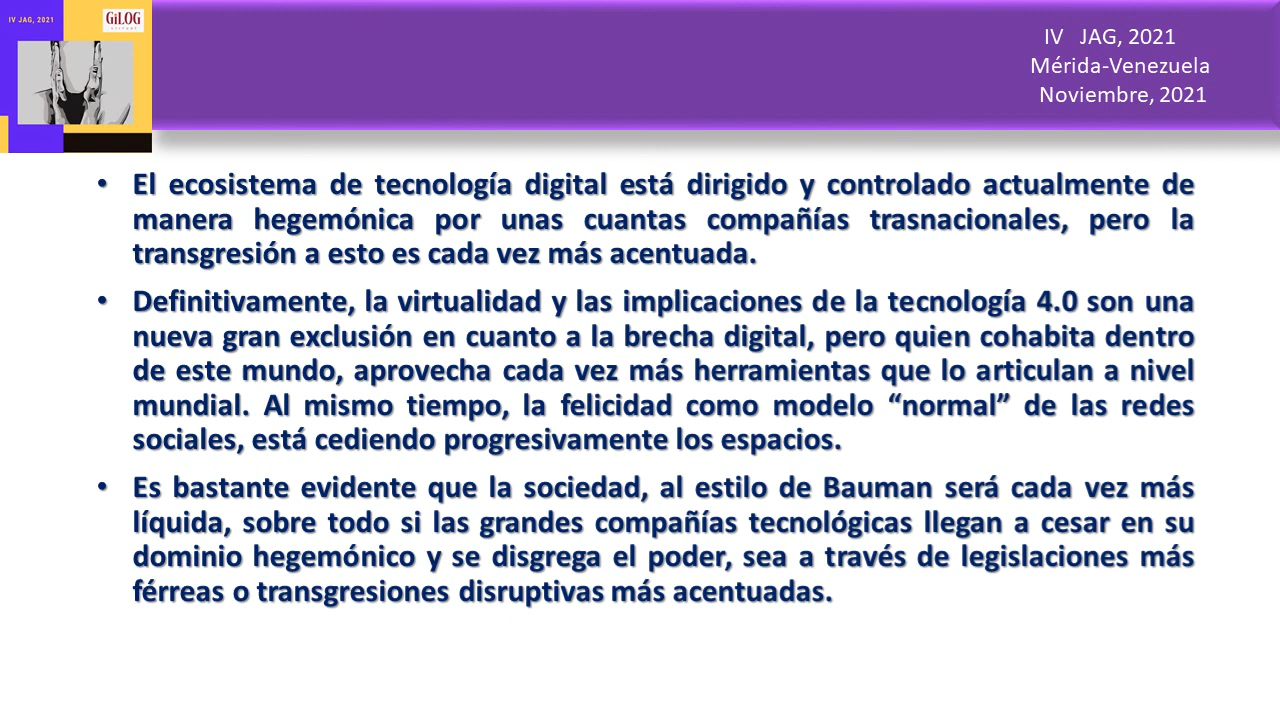 IV JAG, 2021
GiLOG
virtual
IV JAG, 2021
Mérida-Venezuela
Noviembre, 2021
• El ecosistema de tecnología digital está dirigido y controlado actualmente de
manera hegemónica por unas cuantas compañías trasnacionales, pero la
transgresión a esto es cada vez más acentuada.
• Definitivamente, la virtualidad y las implicaciones de la tecnología 4.0 son una
nueva gran exclusión en cuanto a la brecha digital, pero quien cohabita dentro
de este mundo, aprovecha cada vez más herramientas que lo articulan a nivel
mundial. Al mismo tiempo, la felicidad como modelo “normal” de las redes
sociales, está cediendo progresivamente los espacios.
• Es bastante evidente que la sociedad, al estilo de Bauman será cada vez más
líquida, sobre todo si las grandes compañías tecnológicas llegan a cesar en su
dominio hegemónico y se disgrega el poder, sea a través de legislaciones más
férreas o transgresiones disruptivas más acentuadas.